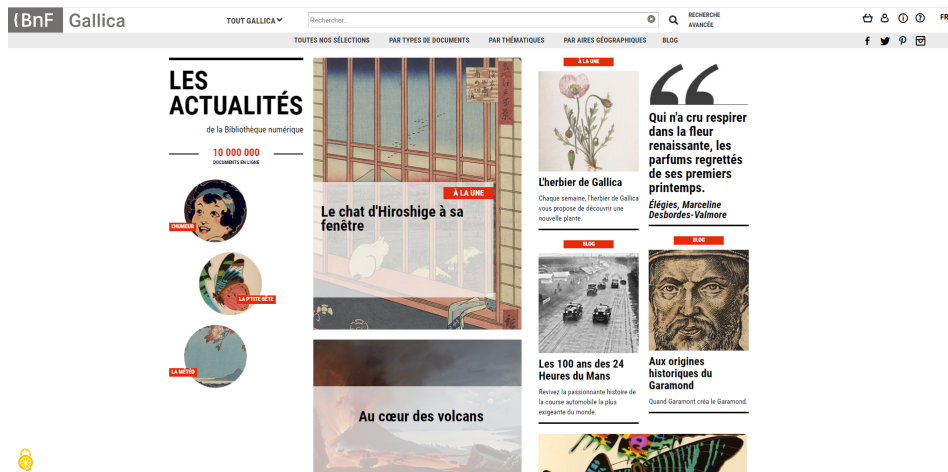 (BnF Gallica
TOUT GALLICA
Rechercher...
RECHERCHE
AVANCÉE
FR
TOUTES NOS SÉLECTIONS
PAR TYPES DE DOCUMENTS
PAR THÉMATIQUES
PAR AIRES GÉOGRAPHIQUES
BLOG
LES
ACTUALITÉS
de la Bibliothèque numérique
10 000 000
DOCUMENTS EN LIGNE
L'HUMEUR
LA P'TITE BÊTE
LA MÉTÉO
À LA UNE
Le chat d'Hiroshige à sa
fenêtre
Au cœur des volcans
À LA UNE
L'herbier de Gallica
Chaque semaine, l'herbier de Gallica
vous propose de découvrir une
nouvelle plante.
BLOG
Les 100 ans des 24
Heures du Mans
Revivez la passionnante histoire de
la course automobile la plus
exigeante du monde.
Qui n'a cru respirer
dans la fleur
renaissante, les
parfums regrettés
de ses premiers
printemps.
Élégies, Marceline
Desbordes-Valmore
BLOG
Aux origines
historiques du
Garamond
Quand Garamont créa le Garamond.